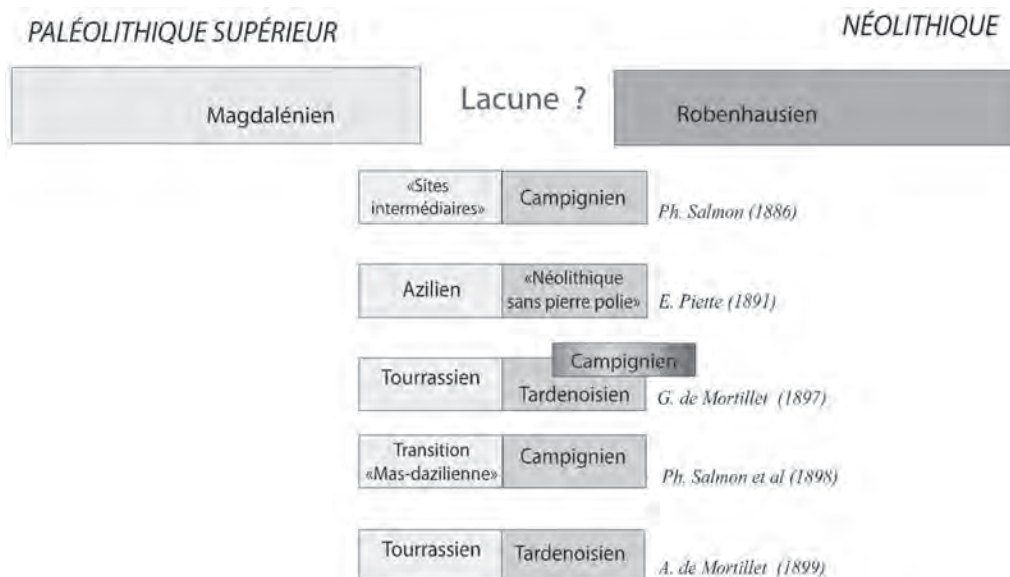 PALÉOLITHIQUE SUPÉRIEUR
NÉOLITHIQUE
Magdalénien
Lacune ?
Robenhausien
«Sites
intermédiaires»
Campignien
Ph. Salmon (1886)
Azilien
«Néolithique
sans pierre polie»
E. Piette (1891)
Tourrassien
Campignien
Tardenoisien
G. de Mortillet (1897)
Transition
«Mas-dazilienne»
Campignien
Ph. Salmon et al (1898)
Tourrassien
Tardenoisien
A. de Mortillet (1899)